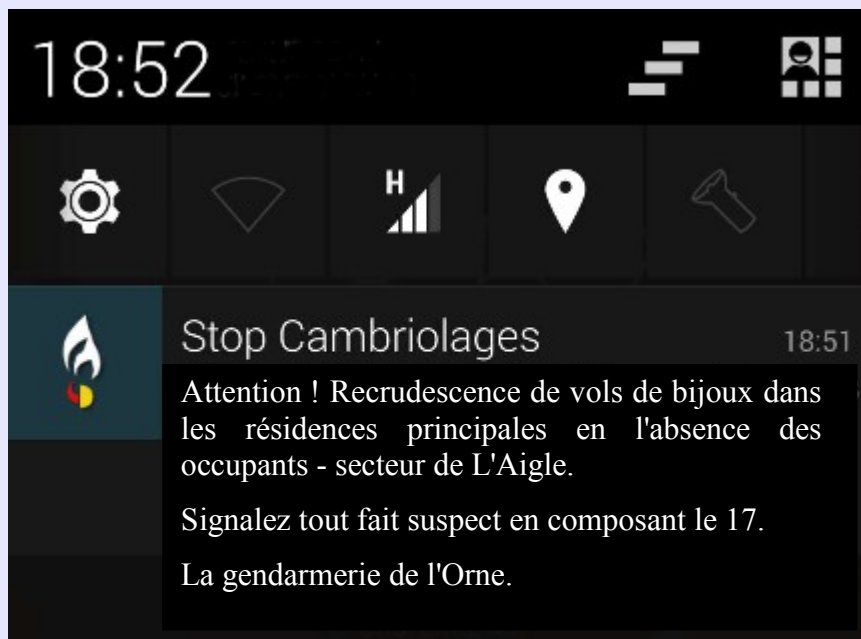 18:52
H
Stop Cambriolages 18:51
Attention ! Recrudescence de vols de bijoux dans
les résidences principales en l'absence des
occupants - secteur de L'Aigle.
Signalez tout fait suspect en composant le 17.
La gendarmerie de l'Orne.